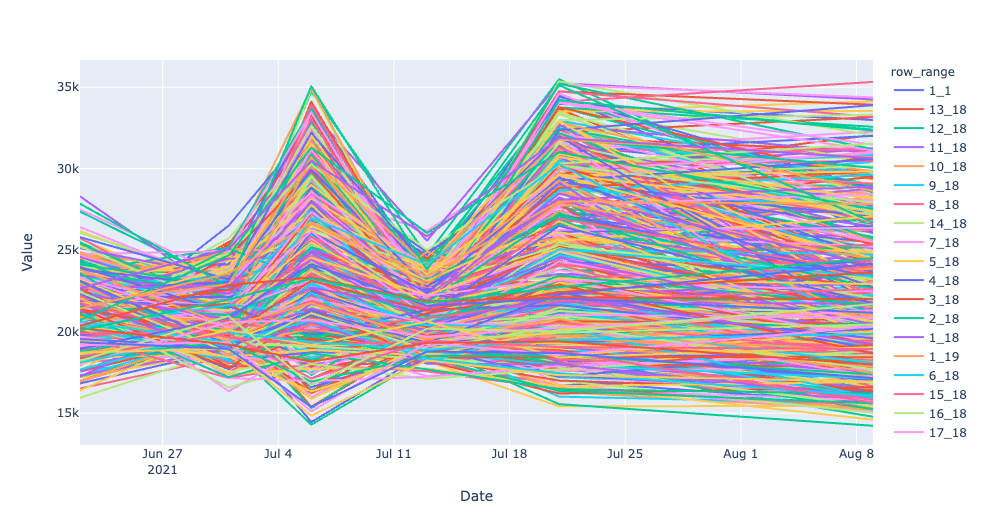 row_range
1_1
13_18
12_18
11_18
10_18
9_18
8_18
14_18
7_18
5_18
4_18
3_18
2_18
1_18
1_19
6_18
15_18
16_18
17_18
Value
35k
30k
25k
20k
15k
Jun 27
2021
Jul 4
Jul 11
Jul 18
Jul 25
Aug 1
Aug 8
Date